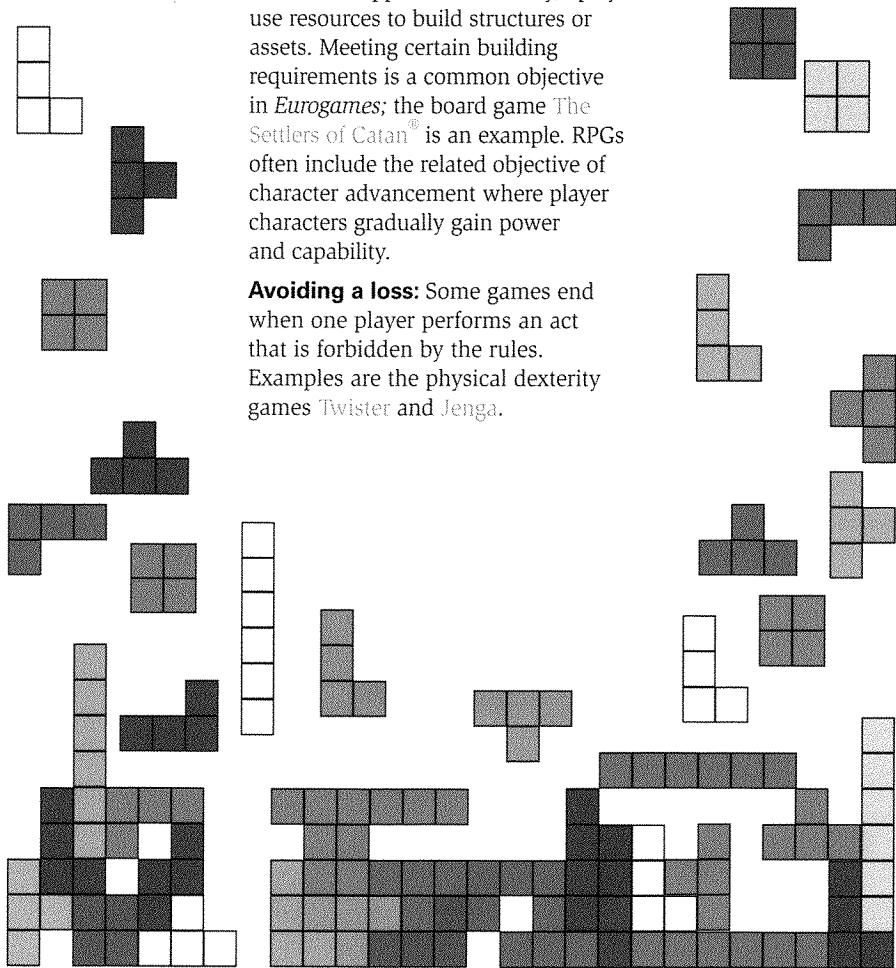 use resources to build structures or
assets. Meeting certain building
requirements is a common objective
in Eurogames; the board game The
Settlers of Catan® is an example. RPGs
often include the related objective of
character advancement where player
characters gradually gain power
and capability.
Avoiding a loss: Some games end
when one player performs an act
that is forbidden by the rules.
Examples are the physical dexterity
games Twister and Jenga.